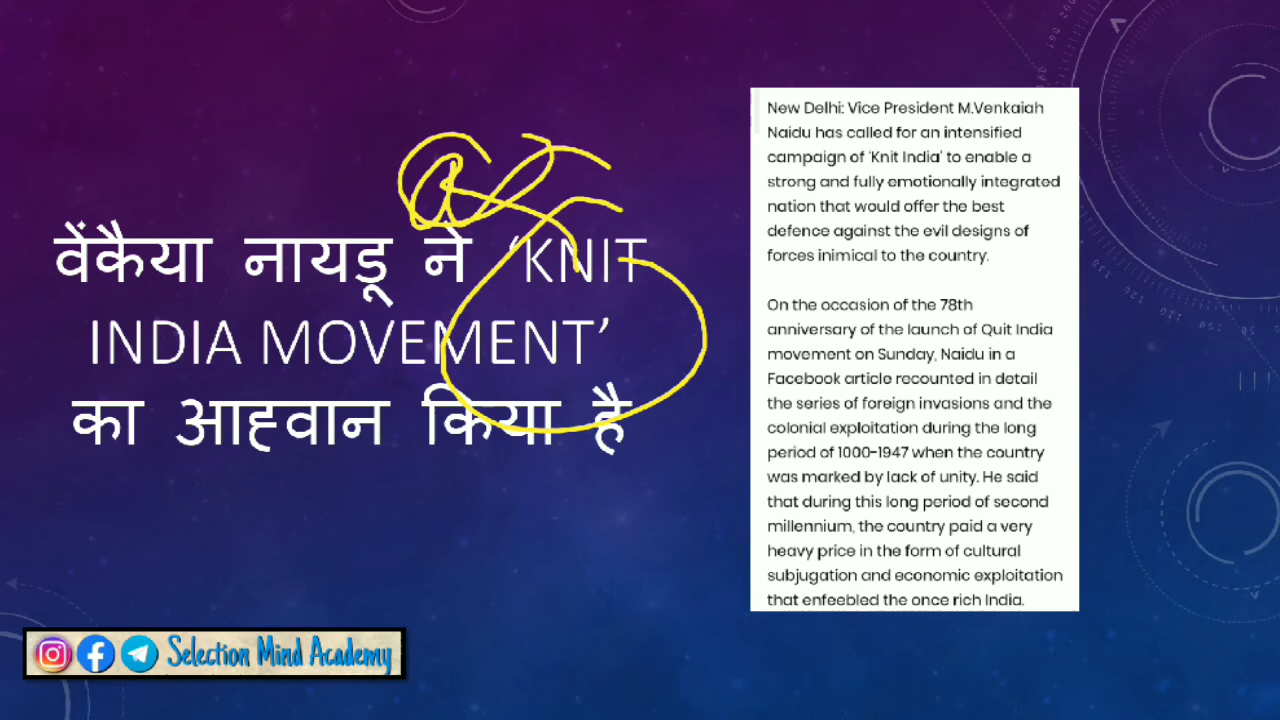 वेंकैया नायडू ने ‘KNIT
INDIA MOVEMENT’
का आह्वान किया है
New Delhi: Vice President M.Venkaiah
Naidu has called for an intensified
campaign of 'Knit India' to enable a
strong and fully emotionally integrated
nation that would offer the best
defence against the evil designs of
forces inimical to the country.
On the occasion of the 78th
anniversary of the launch of Quit India
movement on Sunday, Naidu in a
Facebook article recounted in detail
the series of foreign invasions and the
colonial exploitation during the long
period of 1000-1947 when the country
was marked by lack of unity. He said
that during this long period of second
millennium, the country paid a very
heavy price in the form of cultural
subjugation and economic exploitation
that enfeebled the once rich India.
Selection Mind Academy